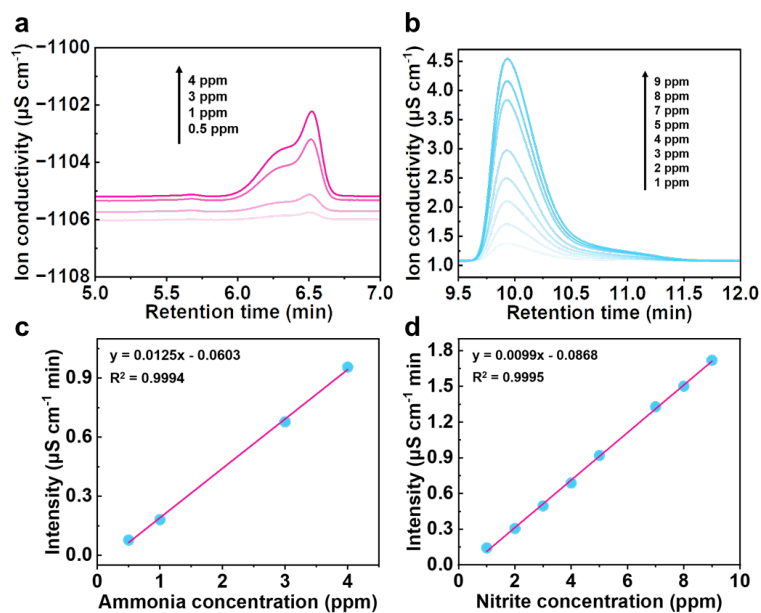 a
−1100
−1102
−1104
−1106
−1108
Ion conductivity (µS cm⁻¹)
4 ppm
3 ppm
1 ppm
0.5 ppm
5.0 5.5 6.0 6.5 7.0
Retention time (min)
b
4.5
4.0
3.5
3.0
2.5
2.1
1.5
1.0
Ion conductivity (µS cm⁻¹)
9 ppm
8 ppm
7 ppm
5 ppm
4 ppm
3 ppm
2 ppm
1 ppm
9.5 10.0 10.5 11.0 11.5 12.0
Retention time (min)
c
y = 0.0125x - 0.0603
R² = 0.9994
0.9
0.6
0.3
0.0
Intensity (µS cm⁻¹ min)
0 1 2 3 4
Ammonia concentration (ppm)
d
y = 0.0099x - 0.0868
R² = 0.9995
1.8
1.5
1.2
0.9
0.6
0.3
0.0
Intensity (µS cm⁻¹ min)
0 2 4 6 8 10
Nitrite concentration (ppm)